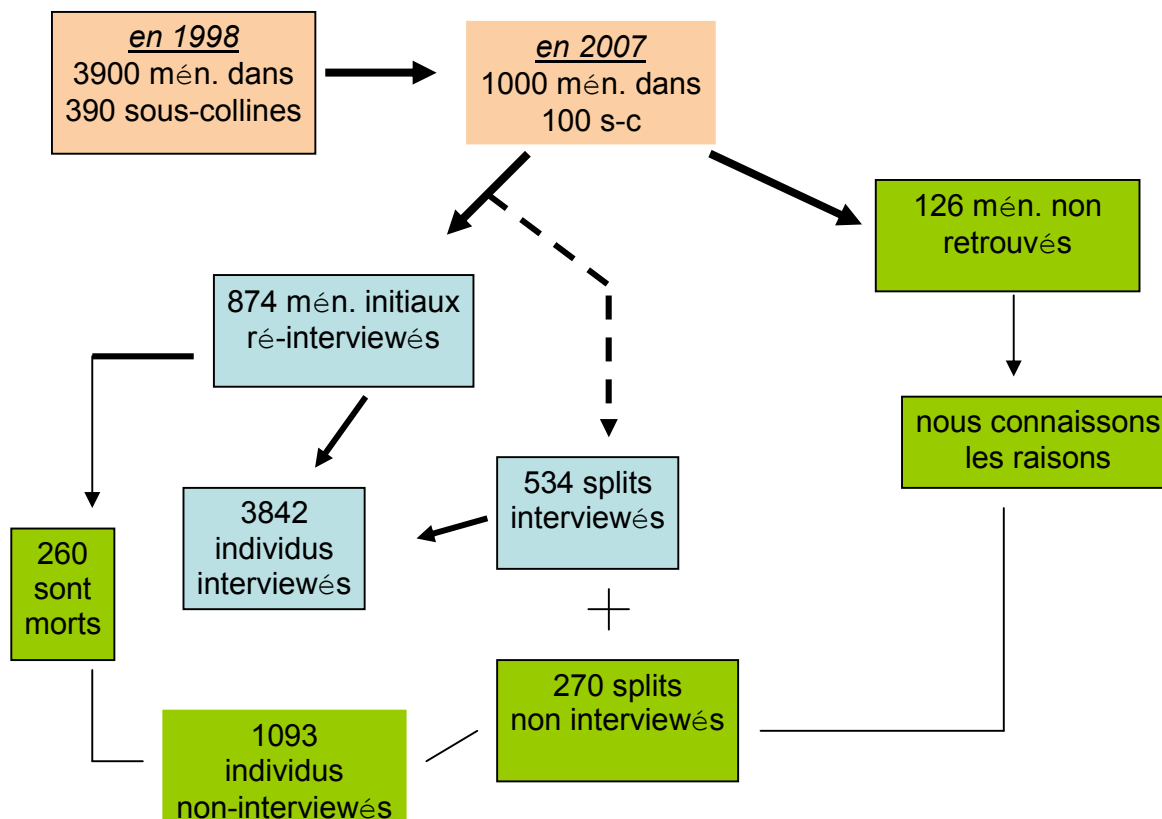 en 1998
3900 mén. dans
390 sous-collines
en 2007
1000 mén. dans
100 s-c
126 mén. non
retrouvés
874 mén. initiaux
ré-interviewés
nous connaissons
les raisons
534 splits
interviewés
3842
individus
interviewés
260
sont
morts
270 splits
non interviewés
1093
individus
non-interviewés